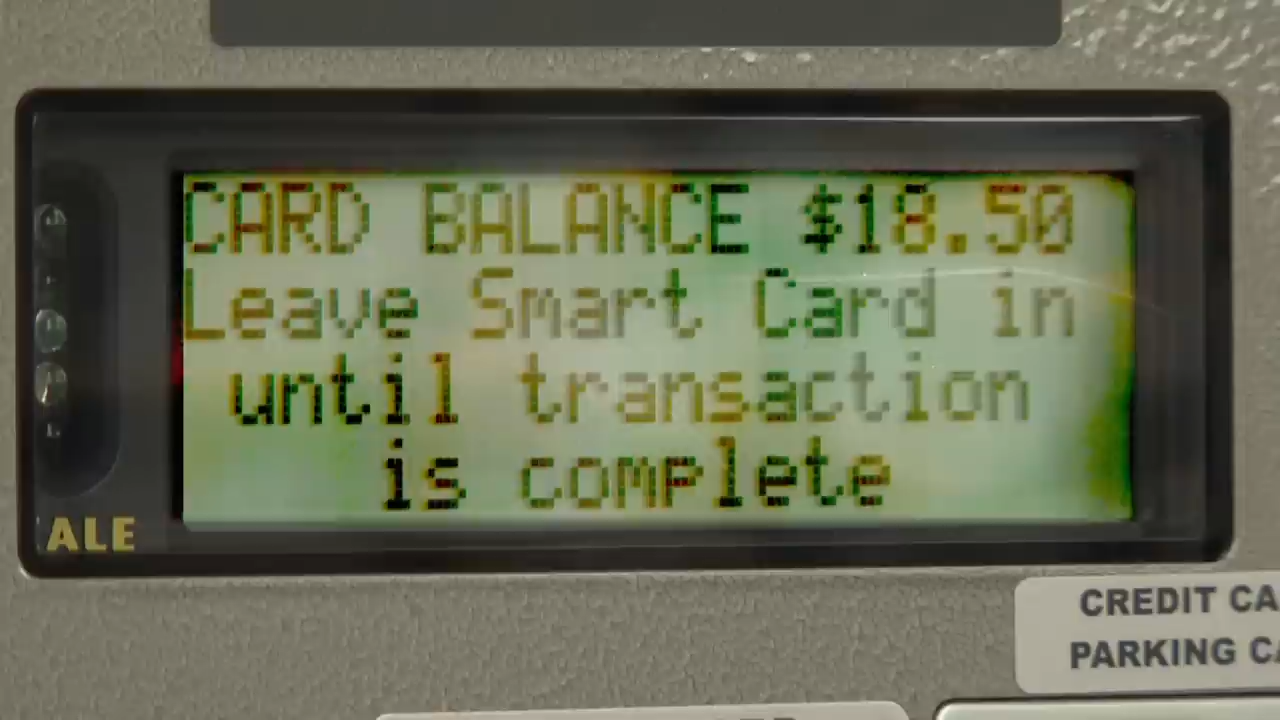 CARD BALANCE $18.50
Leave Smart Card in
until transaction
is complete
ALE
CREDIT CA
PARKING CA